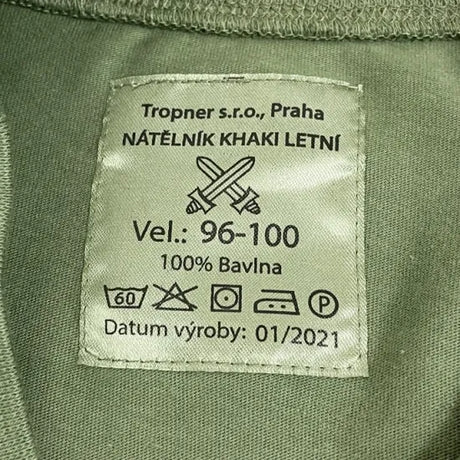 Tropner s.r.o., Praha
NÁTĚLNÍK KHAKI LETNÍ
Vel.: 96-100
100% Bavlna
60 P
Datum výroby: 01/2021